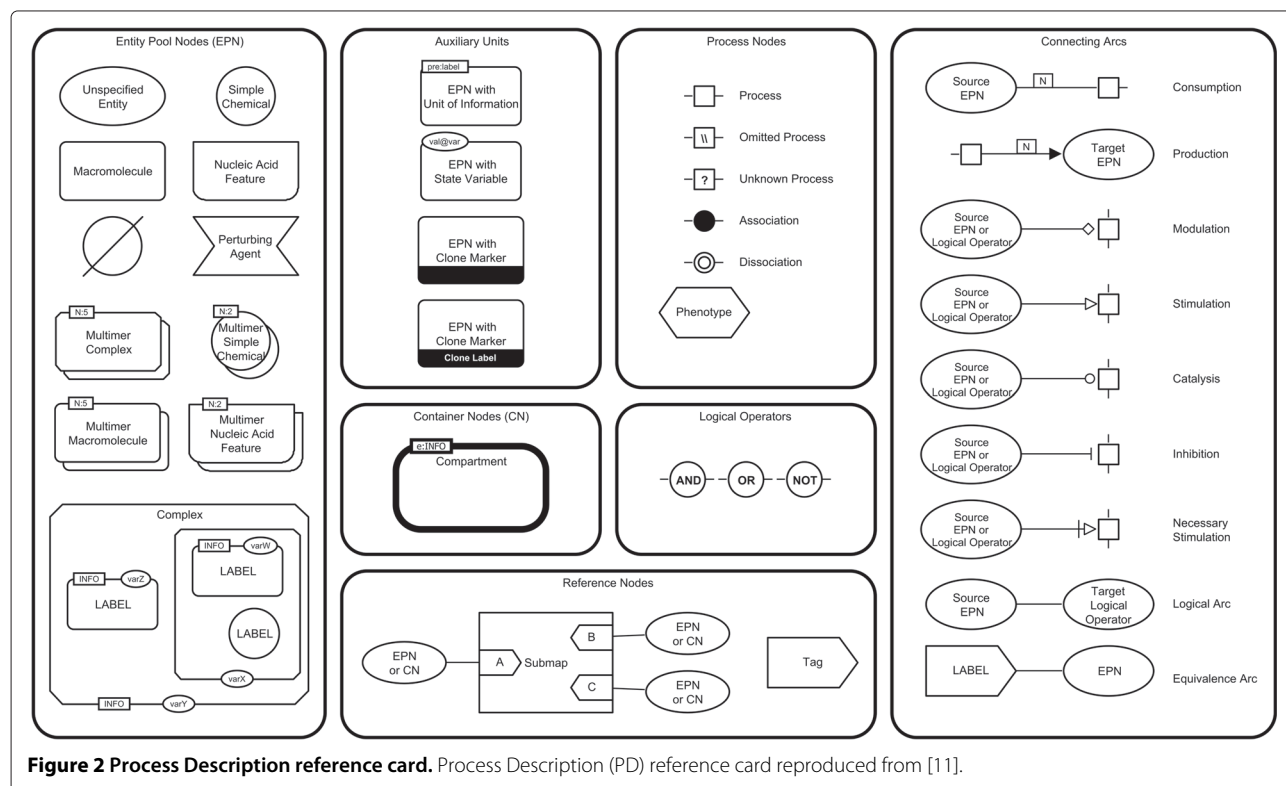 Entity Pool Nodes (EPN)
Unspecified
Entity
Simple
Chemical
Macromolecule
Nucleic Acid
Feature
Perturbing
Agent
N:5
Multimer
Complex
N:2
Multimer
Simple
Chemical
N:5
Multimer
Macromolecule
N:2
Multimer
Nucleic Acid
Feature
Complex
INFO
varZ
LABEL
INFO
varW
LABEL
LABEL
varX
INFO
varY
Auxiliary Units
pre:label
EPN with
Unit of Information
val@var
EPN with
State Variable
EPN with
Clone Marker
EPN with
Clone Marker
Clone Label
Container Nodes (CN)
e:INFO
Compartment
Process Nodes
Process
\\ Omitted Process
? Unknown Process
Association
Dissociation
Phenotype
Logical Operators
AND OR NOT
Reference Nodes
EPN
or CN
A
Submap
B
C
EPN
or CN
EPN
or CN
Tag
Connecting Arcs
Source
EPN
N
Consumption
N
Target
EPN
Production
Source
EPN or
Logical Operator
Modulation
Source
EPN or
Logical Operator
Stimulation
Source
EPN or
Logical Operator
Catalysis
Source
EPN or
Logical Operator
Inhibition
Source
EPN or
Logical Operator
Necessary
Stimulation
Source
EPN
Target
Logical
Operator
Logical Arc
LABEL
EPN
Equivalence Arc
Figure 2 Process Description reference card. Process Description (PD) reference card reproduced from [11].